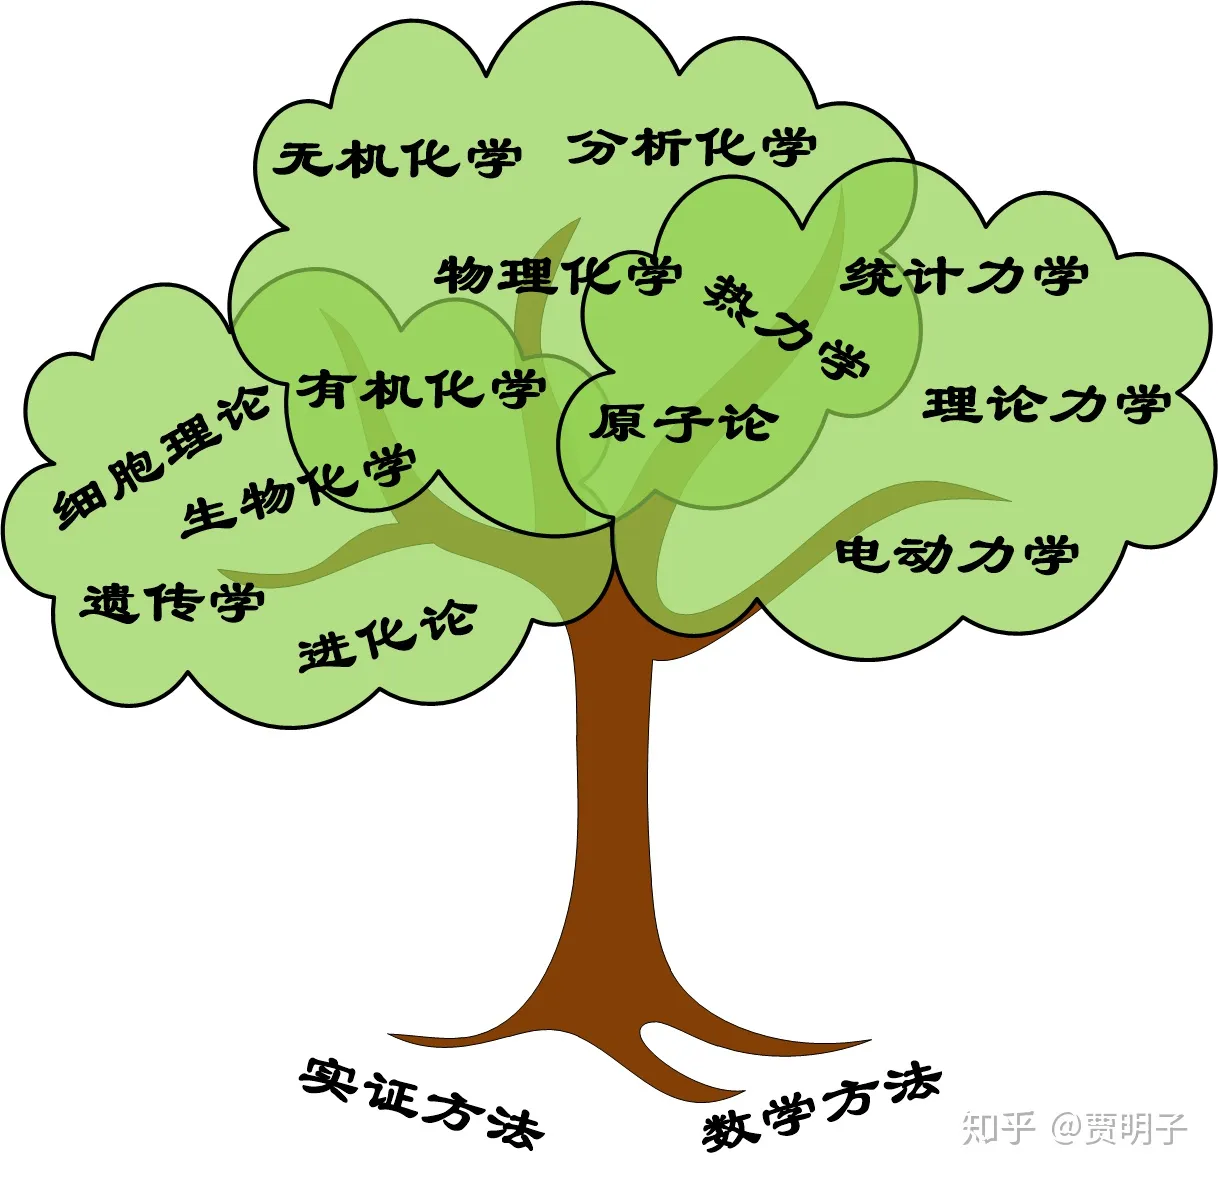 无机化学
分析化学
物理化学
热力学
统计力学
有机化学
原子论
理论力学
细胞理论
生物化学
电动力学
遗传学
进化论
实证方法
数学方法
知乎 @贾明子